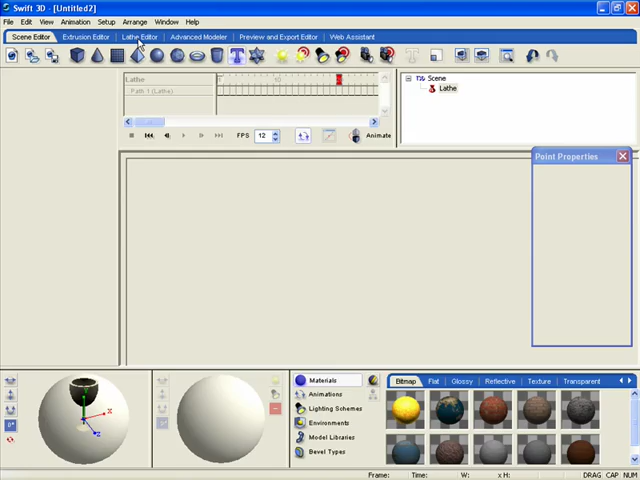 Swift 3D - [Untitled2]
File Edit View Animation Setup Arrange Window Help
Scene Editor Extrusion Editor Lathe Editor Advanced Modeler Preview and Export Editor Web Assistant
Lathe
Path 1 (Lathe)
Scene
Lathe
FPS 12 Animate
Point Properties
Materials
Animations
Lighting Schemes
Environments
Model Libraries
Bevel Types
Bitmap Flat Glossy Reflective Texture Transparent
X
Y
Z
0°
Frame: Time: W: x H: DRAG CAP NUM